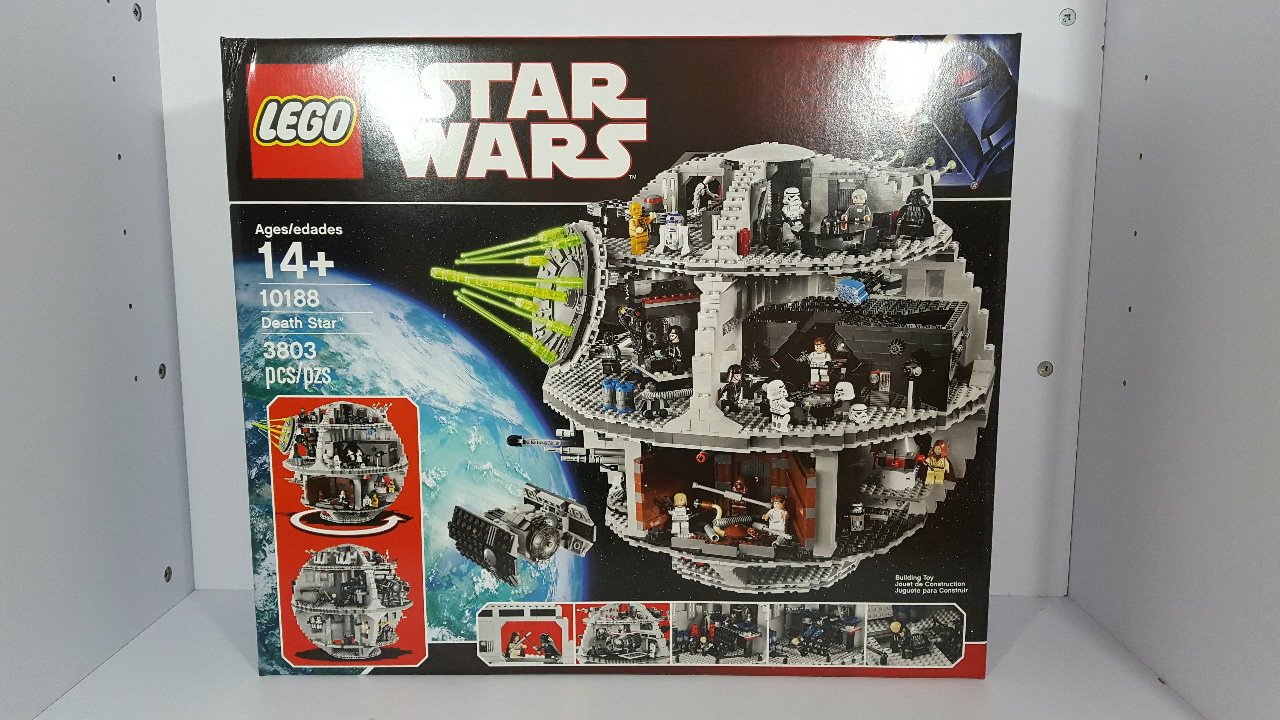 LEGO
STAR
WARS™
Ages/edades
14+
10188
Death Star™
3803
pcs/pzs
Building Toy
Jouet de Construction
Juguete para Construir